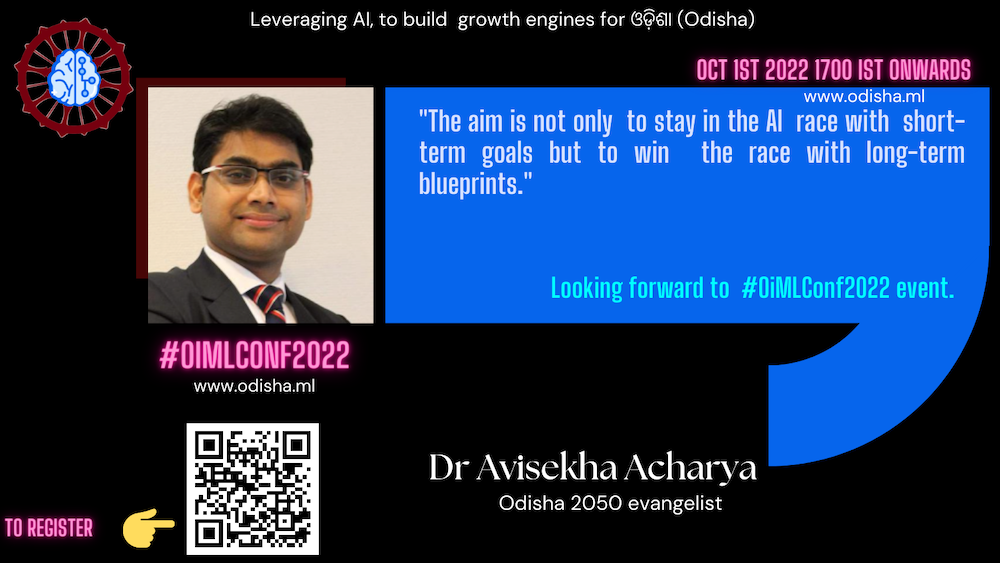 Leveraging AI, to build growth engines for ଓଡ଼ିଶା (Odisha)
OCT 1ST 2022 1700 IST ONWARDS
www.odisha.ml
"The aim is not only to stay in the AI race with short-
term goals but to win the race with long-term
blueprints."
Looking forward to #OiMLConf2022 event.
#OIMLCONF2022
www.odisha.ml
Dr Avisekha Acharya
Odisha 2050 evangelist
TO REGISTER